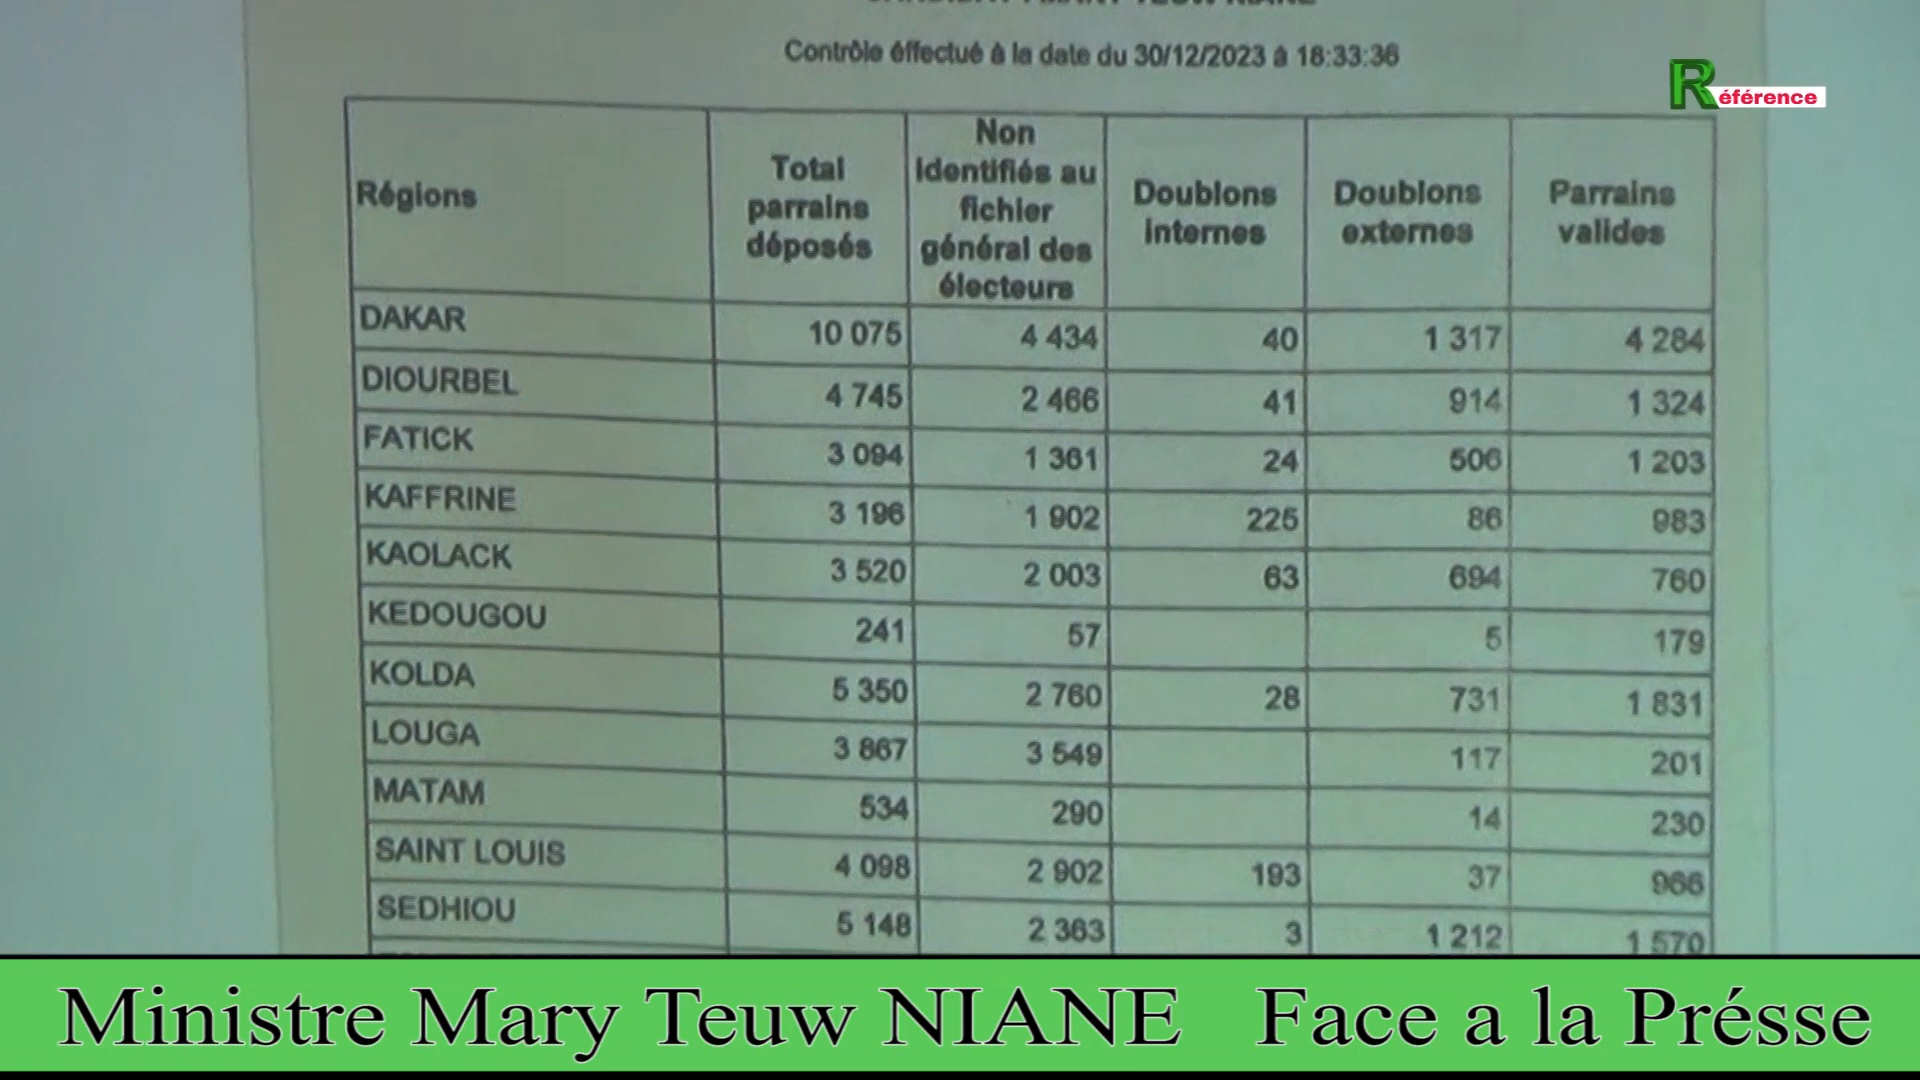 Contrôle éffectué à la date du 30/12/2023 à 18:33:36
Référence
Régions
Total parrains déposés
Non identifiés au fichier général des électeurs
Doublons internes
Doublons externes
Parrains valides
DAKAR 10 075 4 434 40 1 317 4 284
DIOURBEL 4 745 2 466 41 914 1 324
FATICK 3 094 1 361 24 506 1 203
KAFFRINE 3 196 1 902 225 86 983
KAOLACK 3 520 2 003 63 694 760
KEDOUGOU 241 57 5 179
KOLDA 5 350 2 760 28 731 1 831
LOUGA 3 867 3 549 117 201
MATAM 534 290 14 230
SAINT LOUIS 4 098 2 902 193 37 966
SEDHIOU 5 148 2 363 3 1 212 1 570
Ministre Mary Teuw NIANE Face a la Présse